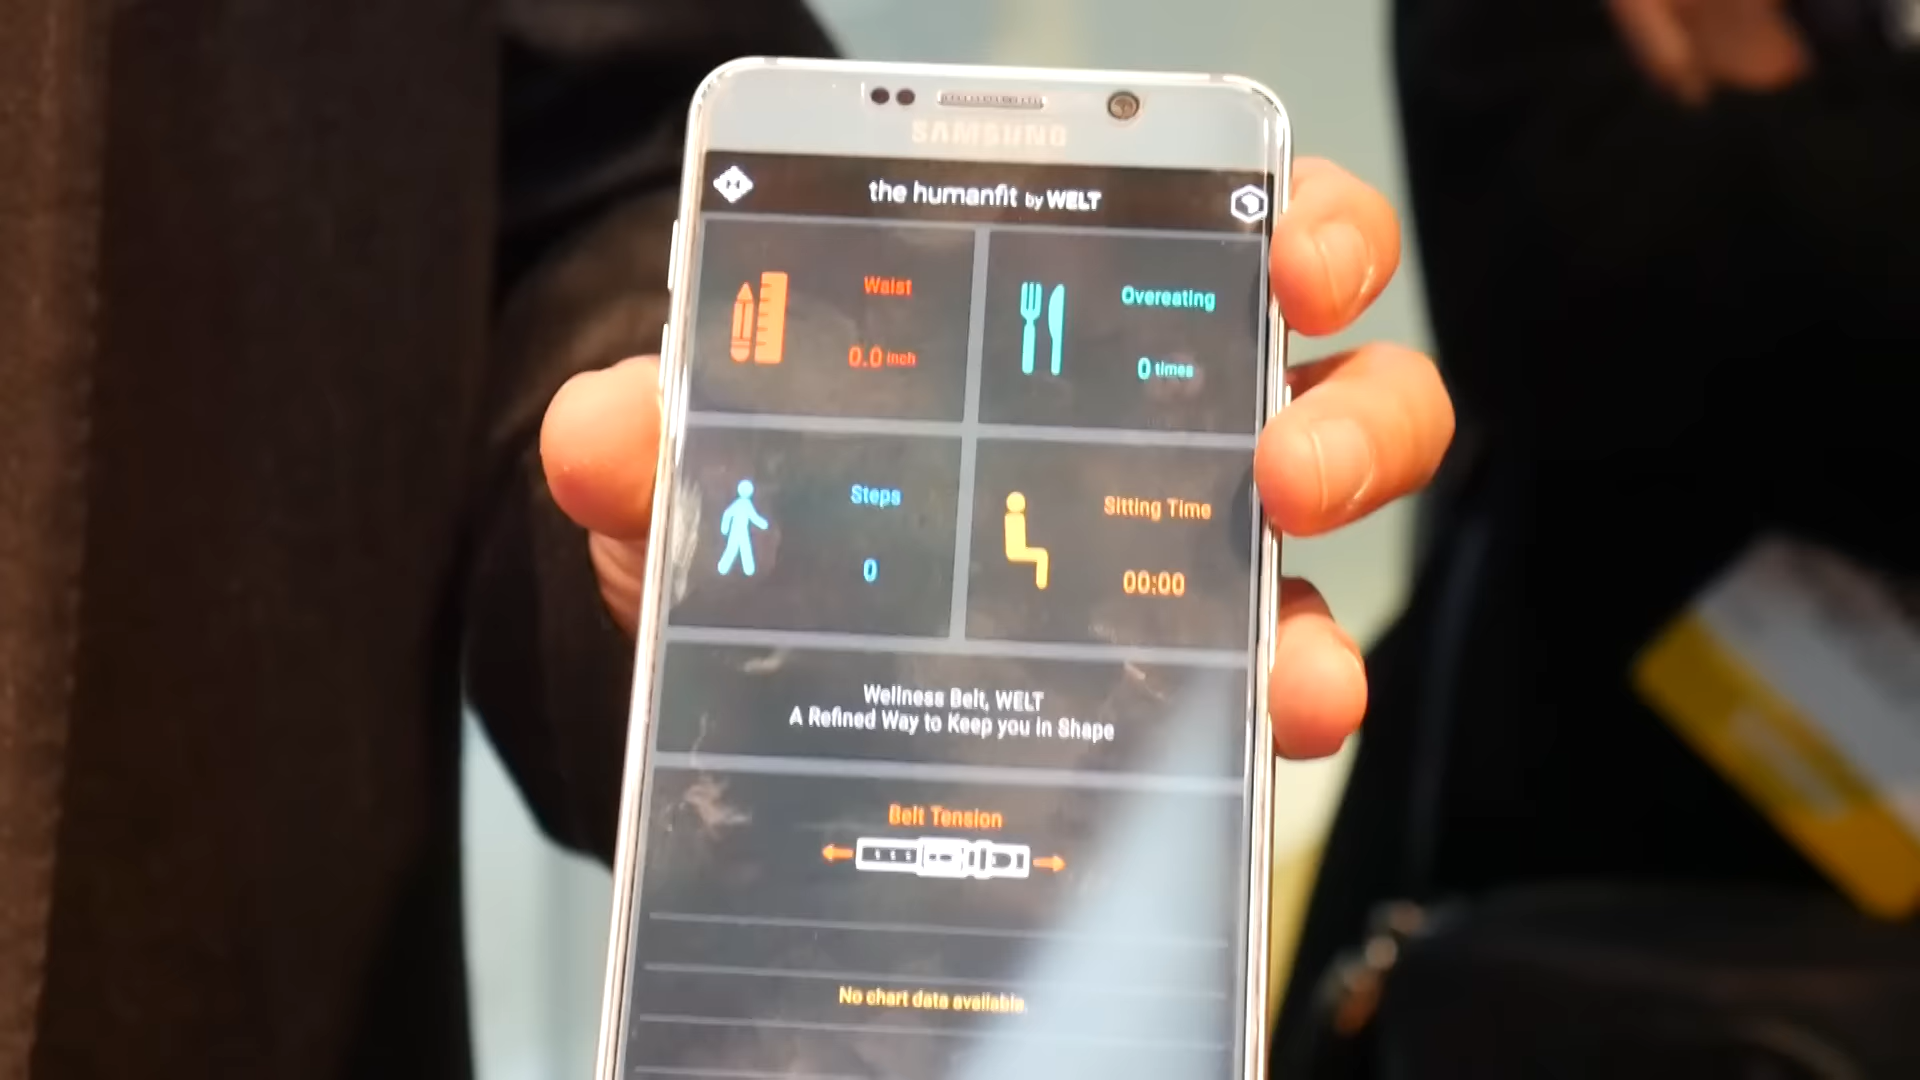 SAMSUNG
the humanfit by WELT
Waist
0.0 inch
Overeating
0 times
Steps
0
Sitting Time
00:00
Wellness Belt, WELT
A Refined Way to Keep you in Shape
Belt Tension
No chart data available.